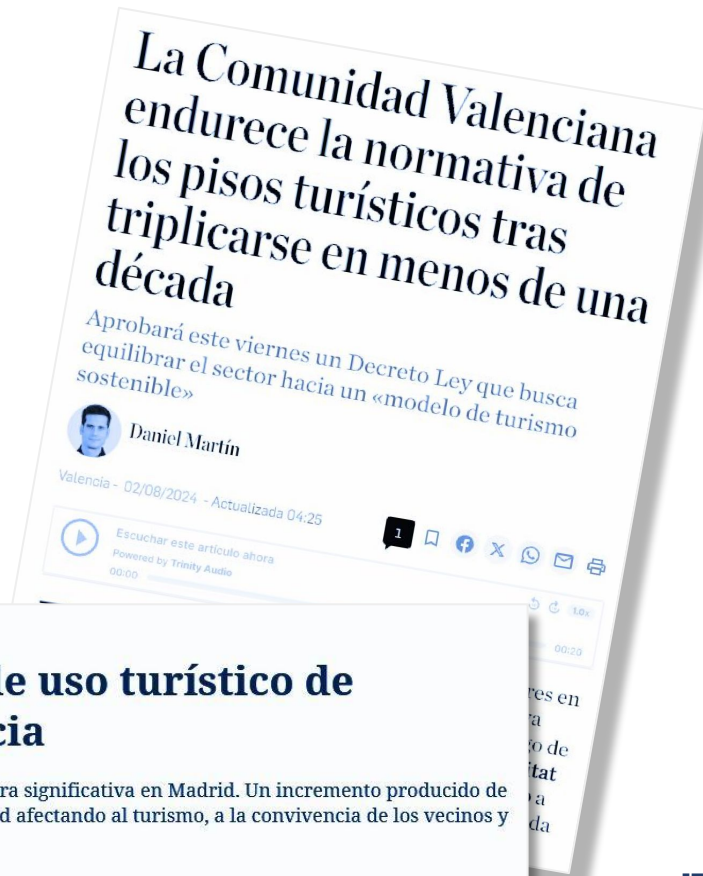 La Comunidad Valenciana
endurece la normativa de
los pisos turísticos tras
triplicarse en menos de una
década
Aprobará este viernes un Decreto Ley que busca
equilibrar el sector hacia un «modelo de turismo
sostenible»
Daniel Martín
Valencia - 02/08/2024 - Actualizada 04:25
1
Escuchar este artículo ahora
Powered by Trinity Audio
00:00
1.0x
00:20
res en
ra
o de
itat
a
da
le uso turístico de
cia
ra significativa en Madrid. Un incremento producido de
d afectando al turismo, a la convivencia de los vecinos y